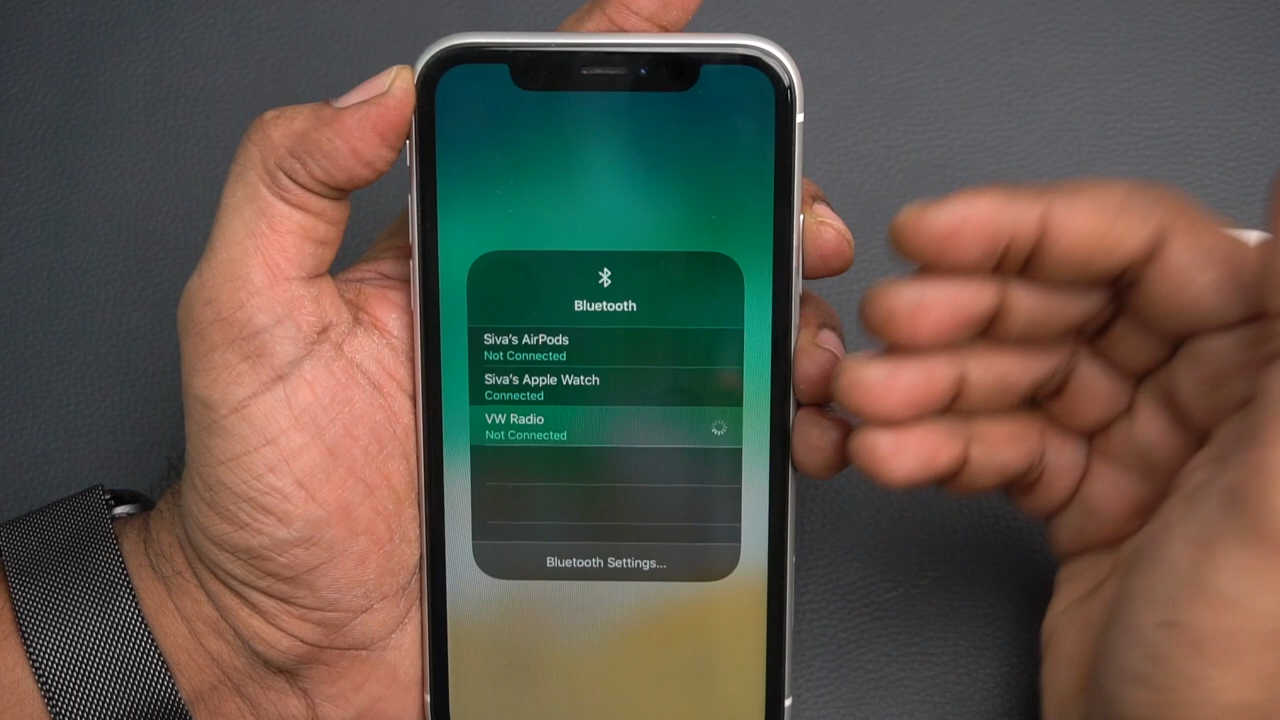 Bluetooth
Siva's AirPods
Not Connected
Siva's Apple Watch
Connected
VW Radio
Not Connected
Bluetooth Settings...